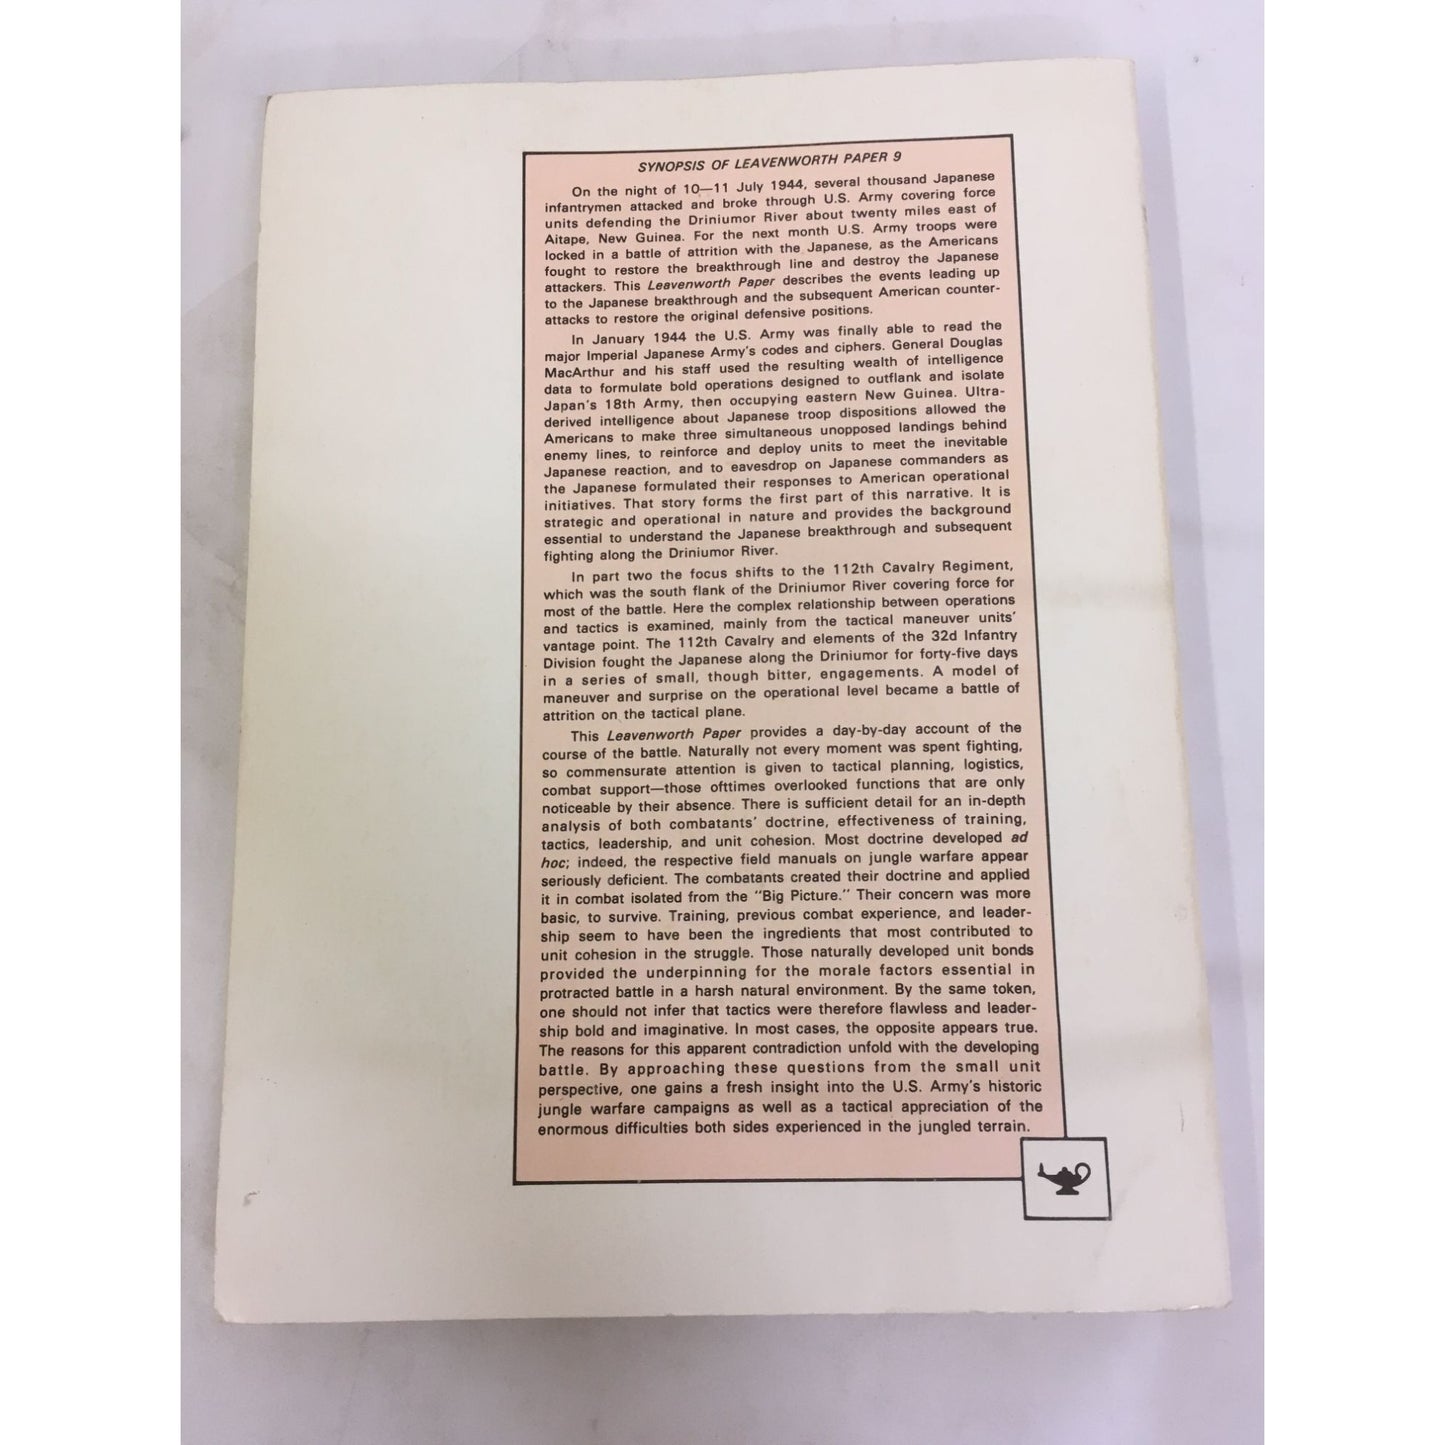 SYNOPSIS OF LEAVENWORTH PAPER 9
On the night of 10—11 July 1944, several thousand Japanese
infantrymen attacked and broke through U.S. Army covering force
units defending the Driniumor River about twenty miles east of
Aitape, New Guinea. For the next month U.S. Army troops were
locked in a battle of attrition with the Japanese, as the Americans
fought to restore the breakthrough line and destroy the Japanese
attackers. This Leavenworth Paper describes the events leading up
to the Japanese breakthrough and the subsequent American counter-
attacks to restore the original defensive positions.
In January 1944 the U.S. Army was finally able to read the
major Imperial Japanese Army's codes and ciphers. General Douglas
MacArthur and his staff used the resulting wealth of intelligence
data to formulate bold operations designed to outflank and isolate
Japan's 18th Army, then occupying eastern New Guinea. Ultra-
derived intelligence about Japanese troop dispositions allowed the
Americans to make three simultaneous unopposed landings behind
enemy lines, to reinforce and deploy units to meet the inevitable
Japanese reaction, and to eavesdrop on Japanese commanders as
the Japanese formulated their responses to American operational
initiatives. That story forms the first part of this narrative. It is
strategic and operational in nature and provides the background
essential to understand the Japanese breakthrough and subsequent
fighting along the Driniumor River.
In part two the focus shifts to the 112th Cavalry Regiment,
which was the south flank of the Driniumor River covering force for
most of the battle. Here the complex relationship between operations
and tactics is examined, mainly from the tactical maneuver units'
vantage point. The 112th Cavalry and elements of the 32d Infantry
Division fought the Japanese along the Driniumor for forty-five days
in a series of small, though bitter, engagements. A model of
maneuver and surprise on the operational level became a battle of
attrition on the tactical plane.
This Leavenworth Paper provides a day-by-day account of the
course of the battle. Naturally not every moment was spent fighting,
so commensurate attention is given to tactical planning, logistics,
combat support—those ofttimes overlooked functions that are only
noticeable by their absence. There is sufficient detail for an in-depth
analysis of both combatants' doctrine, effectiveness of training,
tactics, leadership, and unit cohesion. Most doctrine developed ad
hoc; indeed, the respective field manuals on jungle warfare appear
seriously deficient. The combatants created their doctrine and applied
it in combat isolated from the "Big Picture." Their concern was more
basic, to survive. Training, previous combat experience, and leader-
ship seem to have been the ingredients that most contributed to
unit cohesion in the struggle. Those naturally developed unit bonds
provided the underpinning for the morale factors essential in
protracted battle in a harsh natural environment. By the same token,
one should not infer that tactics were therefore flawless and leader-
ship bold and imaginative. In most cases, the opposite appears true.
The reasons for this apparent contradiction unfold with the developing
battle. By approaching these questions from the small unit
perspective, one gains a fresh insight into the U.S. Army's historic
jungle warfare campaigns as well as a tactical appreciation of the
enormous difficulties both sides experienced in the jungled terrain.